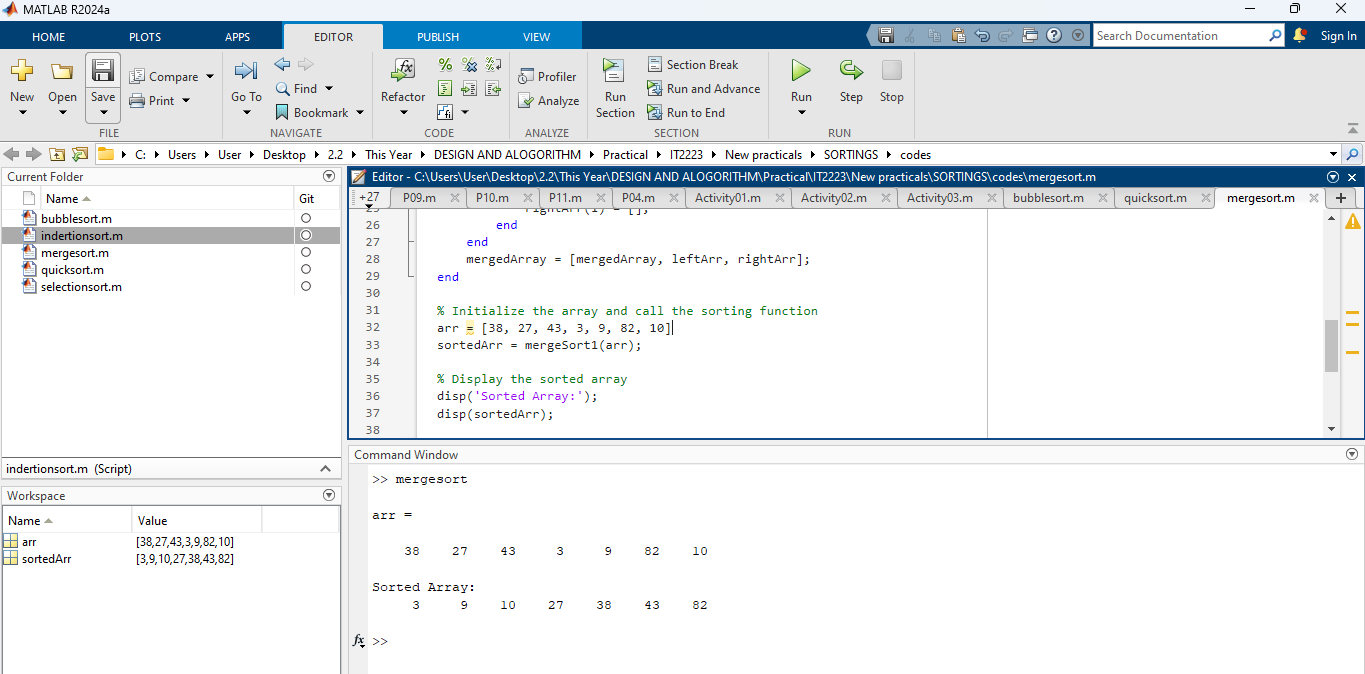 MATLAB R2024a
HOME PLOTS APPS EDITOR PUBLISH VIEW Search Documentation Sign In
New Open Save Compare Print
Go To Find Bookmark
Refactor
Profiler Analyze
Run Section Section Break Run and Advance Run to End
Run Step Stop
FILE NAVIGATE CODE ANALYZE SECTION RUN
C: Users User Desktop 2.2 This Year DESIGN AND ALOGORITHM Practical IT2223 New practicals SORTINGS codes
Current Folder
Name Git
bubblesort.m
indertionsort.m
mergesort.m
quicksort.m
selectionsort.m
indertionsort.m (Script)
Workspace
Name Value
arr [38,27,43,3,9,82,10]
sortedArr [3,9,10,27,38,43,82]
Editor - C:\Users\User\Desktop\2.2\This Year\DESIGN AND ALOGORITHM\Practical\IT2223\New practicals\SORTINGS\codes\mergesort.m
+27 P09.m P10.m P11.m P04.m Activity01.m Activity02.m Activity03.m bubblesort.m quicksort.m mergesort.m
26 end
27 end
28 mergedArray = [mergedArray, leftArr, rightArr];
29 end
30
31 % Initialize the array and call the sorting function
32 arr = [38, 27, 43, 3, 9, 82, 10]
33 sortedArr = mergeSort1(arr);
34
35 % Display the sorted array
36 disp('Sorted Array:');
37 disp(sortedArr);
38
Command Window
>> mergesort
arr =
38 27 43 3 9 82 10
Sorted Array:
3 9 10 27 38 43 82
fx >>